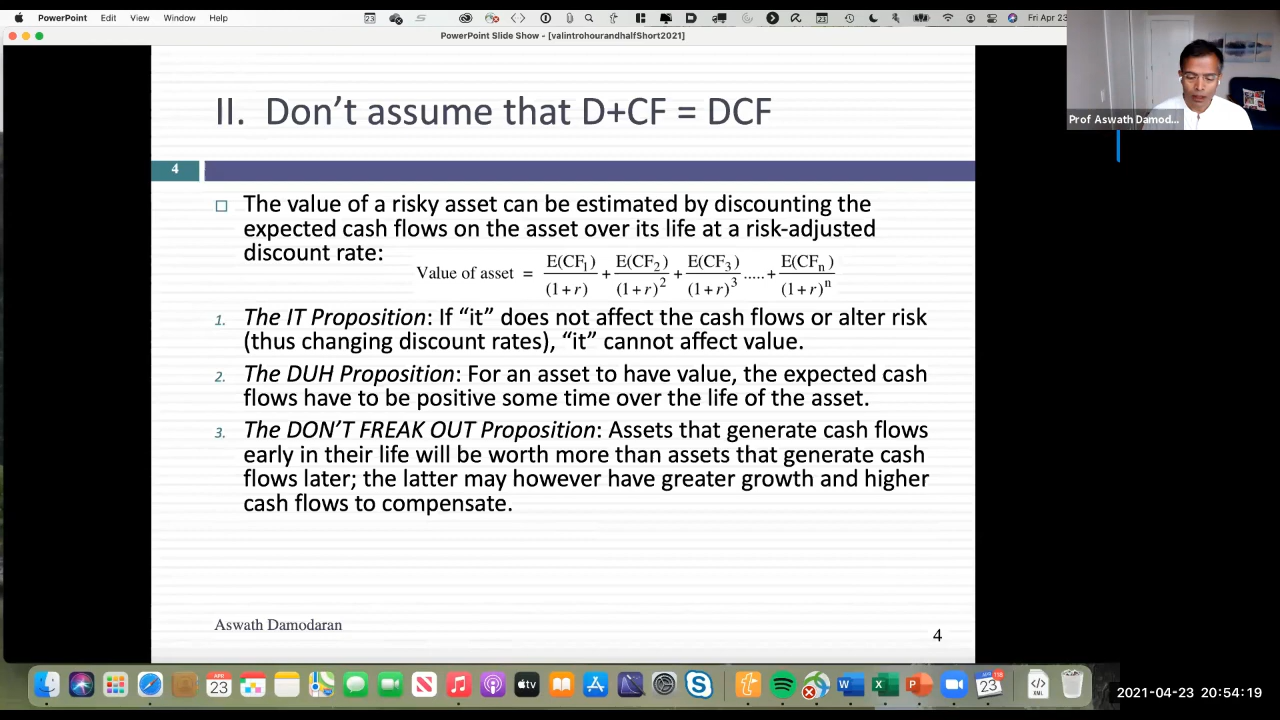 PowerPoint Edit View Window Help
23
23
Fri Apr 23
PowerPoint Slide Show - [valintrohourandhalfShort2021]
Prof Aswath Damod...
II. Don't assume that D+CF = DCF
4
The value of a risky asset can be estimated by discounting the
expected cash flows on the asset over its life at a risk-adjusted
discount rate:
Value of asset = E(CF1)/(1+r) + E(CF2)/(1+r)^2 + E(CF3)/(1+r)^3 ..... + E(CFn)/(1+r)^n
1. The IT Proposition: If “it” does not affect the cash flows or alter risk
(thus changing discount rates), “it” cannot affect value.
2. The DUH Proposition: For an asset to have value, the expected cash
flows have to be positive some time over the life of the asset.
3. The DON’T FREAK OUT Proposition: Assets that generate cash flows
early in their life will be worth more than assets that generate cash
flows later; the latter may however have greater growth and higher
cash flows to compensate.
Aswath Damodaran
4
APR
23
tv
W
X
P
23
XML
2021-04-23 20:54:19